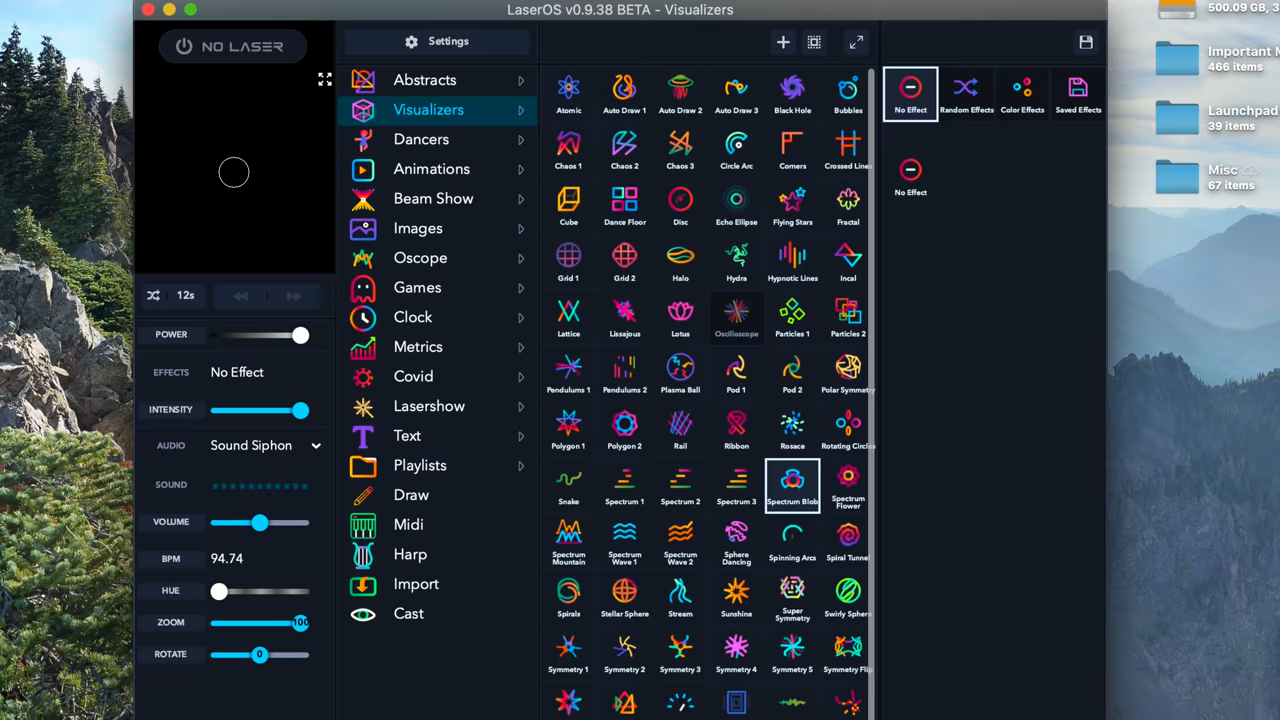 LaserOS v0.9.38 BETA - Visualizers
500.09 GB, 3
Important M
466 items
Launchpad
39 items
Misc
67 items
NO LASER
12s
POWER
EFFECTS No Effect
INTENSITY
AUDIO Sound Siphon
SOUND
VOLUME
BPM 94.74
HUE
ZOOM 100
ROTATE 0
Settings
Abstracts
Visualizers
Dancers
Animations
Beam Show
Images
Oscope
Games
Clock
Metrics
Covid
Lasershow
Text
Playlists
Draw
Midi
Harp
Import
Cast
Atomic Auto Draw 1 Auto Draw 2 Auto Draw 3 Black Hole Bubbles
Chaos 1 Chaos 2 Chaos 3 Circle Arc Corners Crossed Lines
Cube Dance Floor Disc Echo Ellipse Flying Stars Fractal
Grid 1 Grid 2 Halo Hydra Hypnotic Lines Incal
Lattice Lissajous Lotus Oscilloscope Particles 1 Particles 2
Pendulums 1 Pendulums 2 Plasma Ball Pod 1 Pod 2 Polar Symmetry
Polygon 1 Polygon 2 Rail Ribbon Rosace Rotating Circles
Snake Spectrum 1 Spectrum 2 Spectrum 3 Spectrum Blob Spectrum
Flower
Spectrum Spectrum Spectrum Sphere Spinning Arcs Spiral Tunnel
Mountain Wave 1 Wave 2 Dancing
Spirals Stellar Sphere Stream Sunshine Super Swirly Sphere
Symmetry
Symmetry 1 Symmetry 2 Symmetry 3 Symmetry 4 Symmetry 5 Symmetry Flip
No Effect Random Effects Color Effects Saved Effects
No Effect